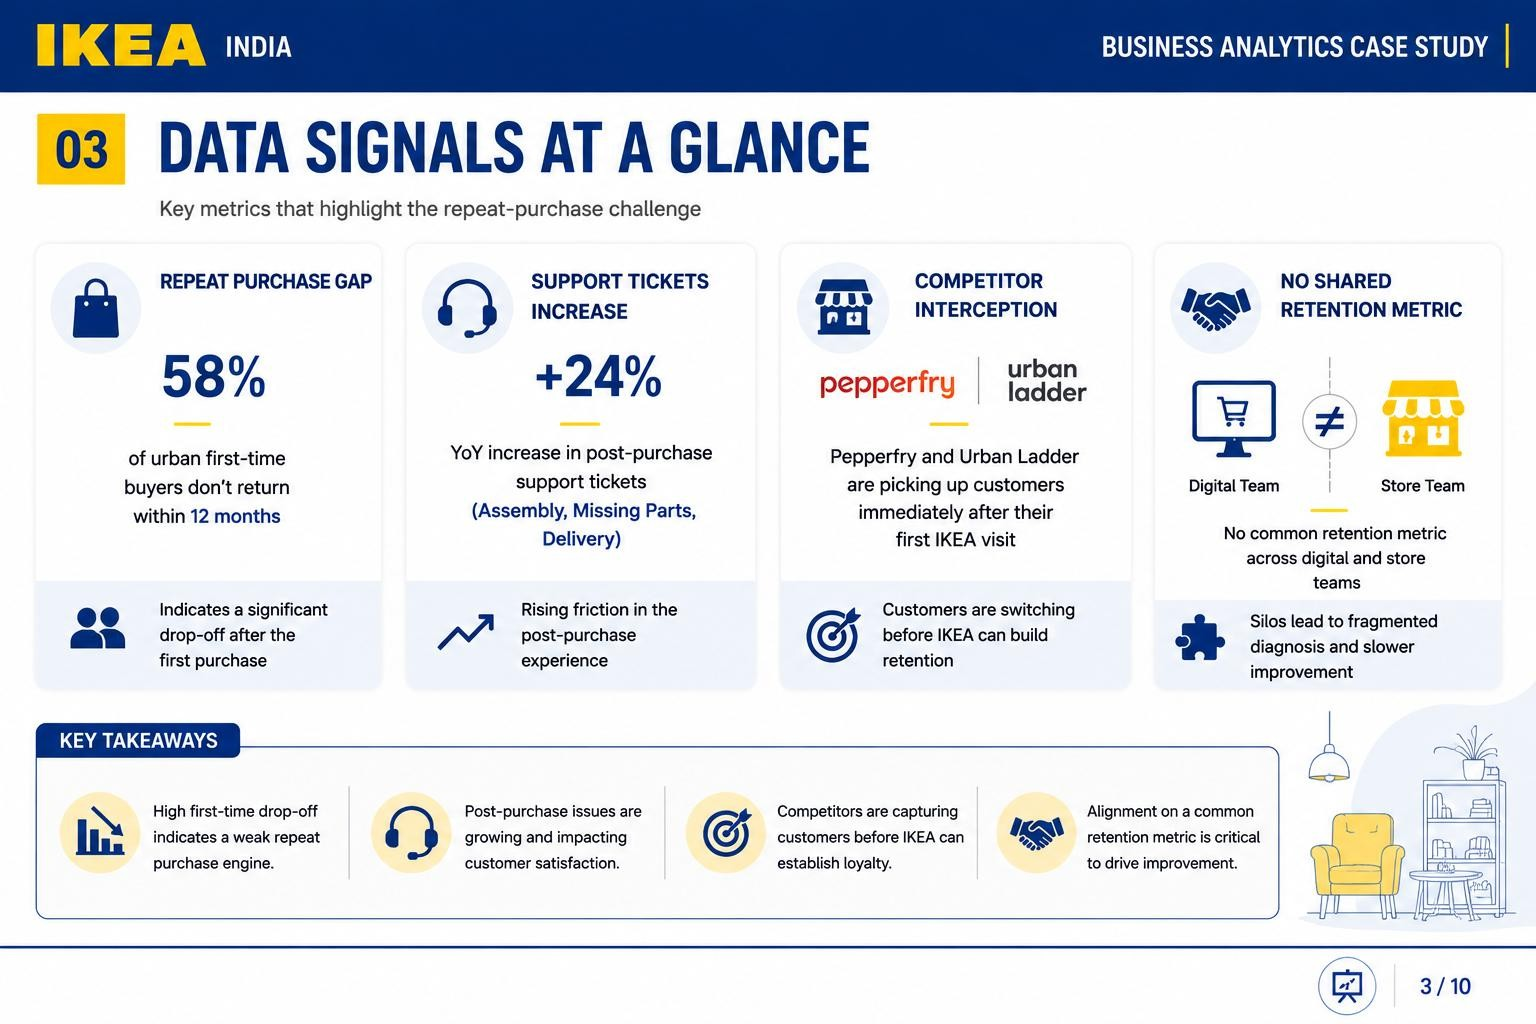 IKEA INDIA
BUSINESS ANALYTICS CASE STUDY
03
DATA SIGNALS AT A GLANCE
Key metrics that highlight the repeat-purchase challenge
REPEAT PURCHASE GAP
58%
of urban first-time
buyers don't return
within 12 months
Indicates a significant
drop-off after the
first purchase
SUPPORT TICKETS
INCREASE
+24%
YoY increase in post-purchase
support tickets
(Assembly, Missing Parts,
Delivery)
Rising friction in the
post-purchase
experience
COMPETITOR
INTERCEPTION
pepperfry
urban
ladder
Pepperfry and Urban Ladder
are picking up customers
immediately after their
first IKEA visit
Customers are switching
before IKEA can build
retention
NO SHARED
RETENTION METRIC
≠
Digital Team
Store Team
No common retention metric
across digital and store
teams
Silos lead to fragmented
diagnosis and slower
improvement
KEY TAKEAWAYS
High first-time drop-off
indicates a weak repeat
purchase engine.
Post-purchase issues are
growing and impacting
customer satisfaction.
Competitors are capturing
customers before IKEA can
establish loyalty.
Alignment on a common
retention metric is critical
to drive improvement.
3 / 10